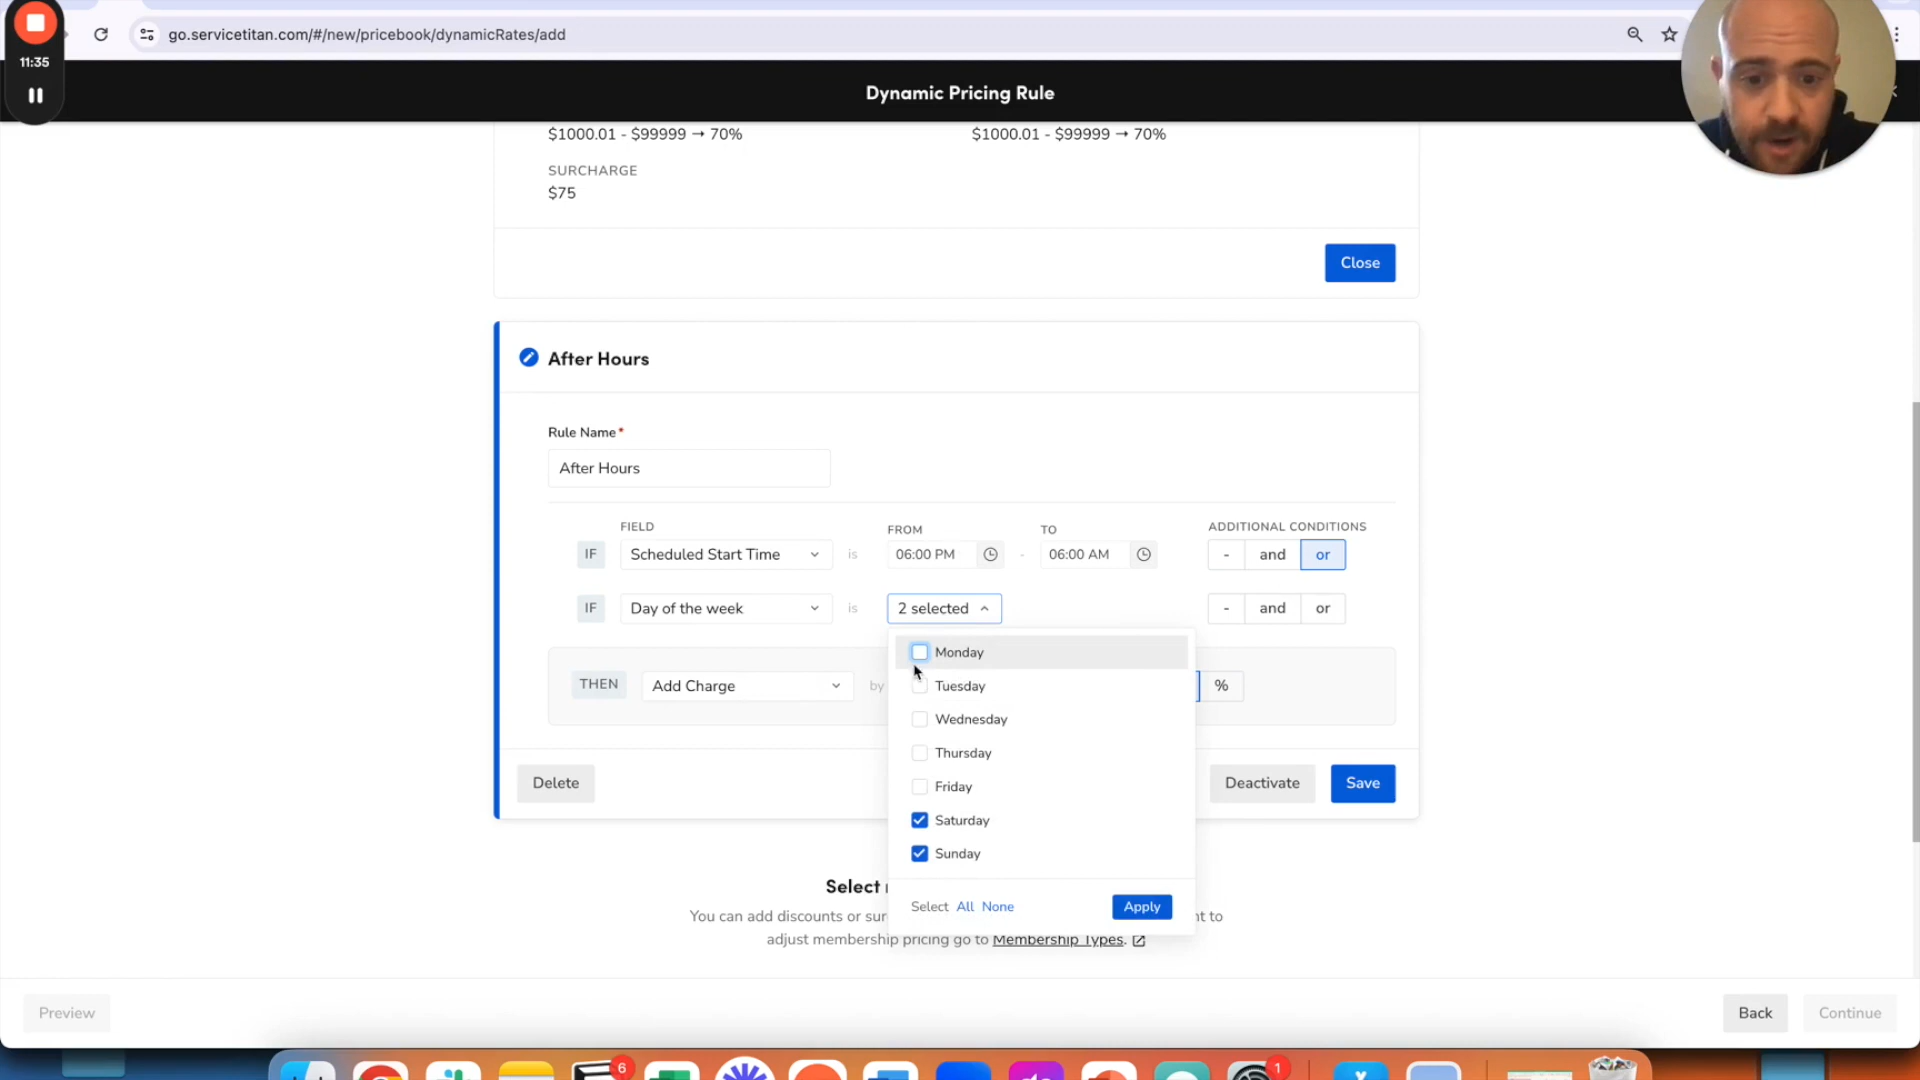 11:35
go.servicetitan.com/#/new/pricebook/dynamicRates/add
Dynamic Pricing Rule
$1000.01 - $99999 → 70%
$1000.01 - $99999 → 70%
SURCHARGE
$75
Close
After Hours
Rule Name*
After Hours
FIELD
FROM
TO
ADDITIONAL CONDITIONS
IF Scheduled Start Time is 06:00 PM - 06:00 AM - and or
IF Day of the week is 2 selected - and or
Monday
THEN Add Charge by %
Tuesday
Wednesday
Thursday
Friday
Saturday
Sunday
Select All None Apply
Delete
Deactivate
Save
Select
You can add discounts or sur
nt to
adjust membership pricing go to Membership Types.
Preview
Back
Continue
6
1